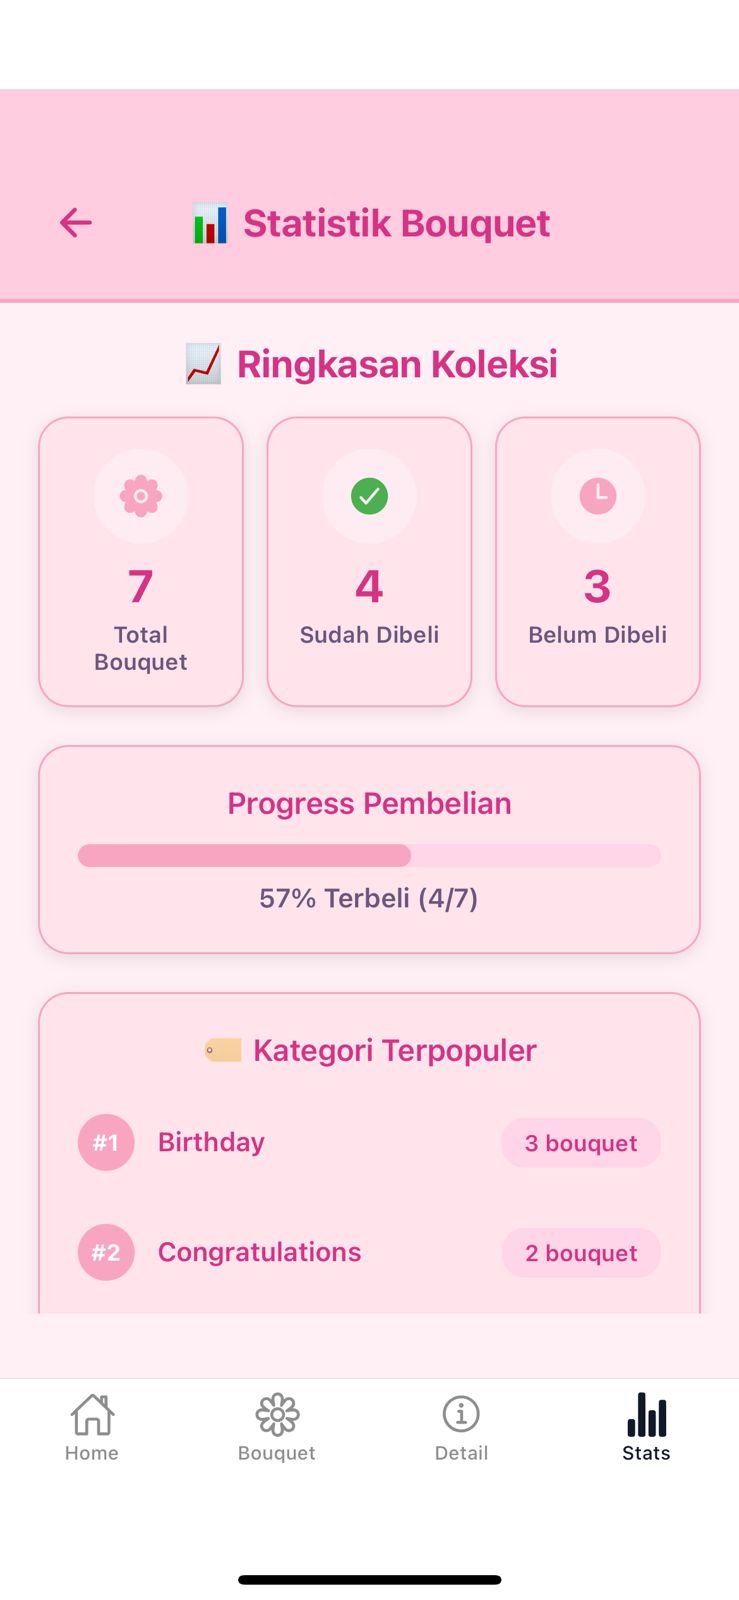 📊 Statistik Bouquet
📈 Ringkasan Koleksi
7
Total
Bouquet
4
Sudah Dibeli
3
Belum Dibeli
Progress Pembelian
57% Terbeli (4/7)
🏷️ Kategori Terpopuler
#1 Birthday 3 bouquet
#2 Congratulations 2 bouquet
Home Bouquet Detail Stats